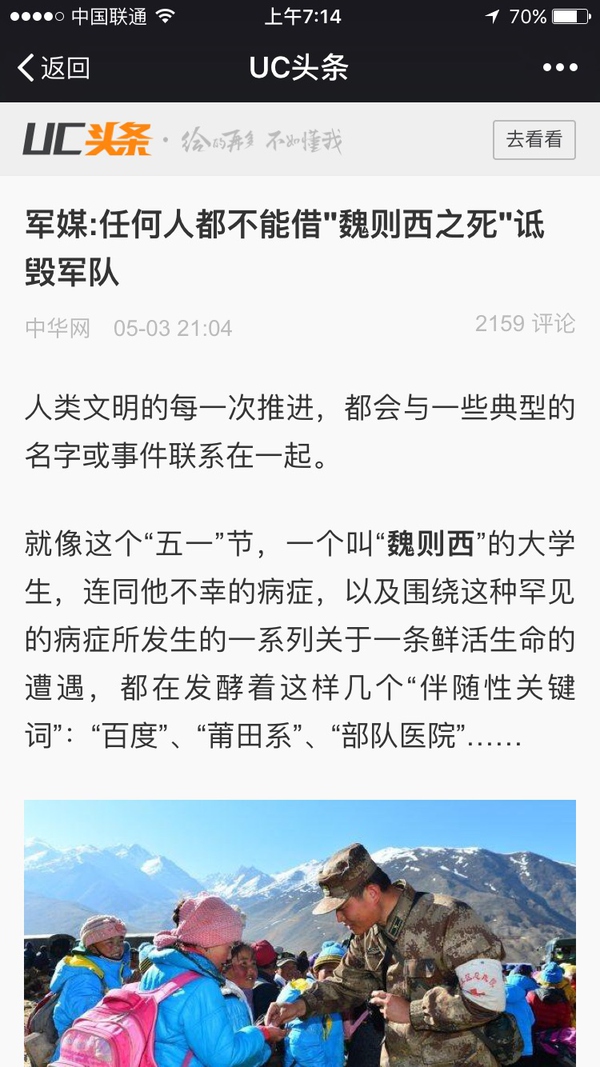 中国联通 上午7:14 70%
返回 UC头条
UC头条·给的再多 不如懂我 去看看
军媒:任何人都不能借"魏则西之死"诋
毁军队
中华网 05-03 21:04 2159 评论
人类文明的每一次推进，都会与一些典型的
名字或事件联系在一起。
就像这个“五一”节，一个叫“魏则西”的大学
生，连同他不幸的病症，以及围绕这种罕见
的病症所发生的一系列关于一条鲜活生命的
遭遇，都在发酵着这样几个“伴随性关键
词”：“百度”、“莆田系”、“部队医院”……